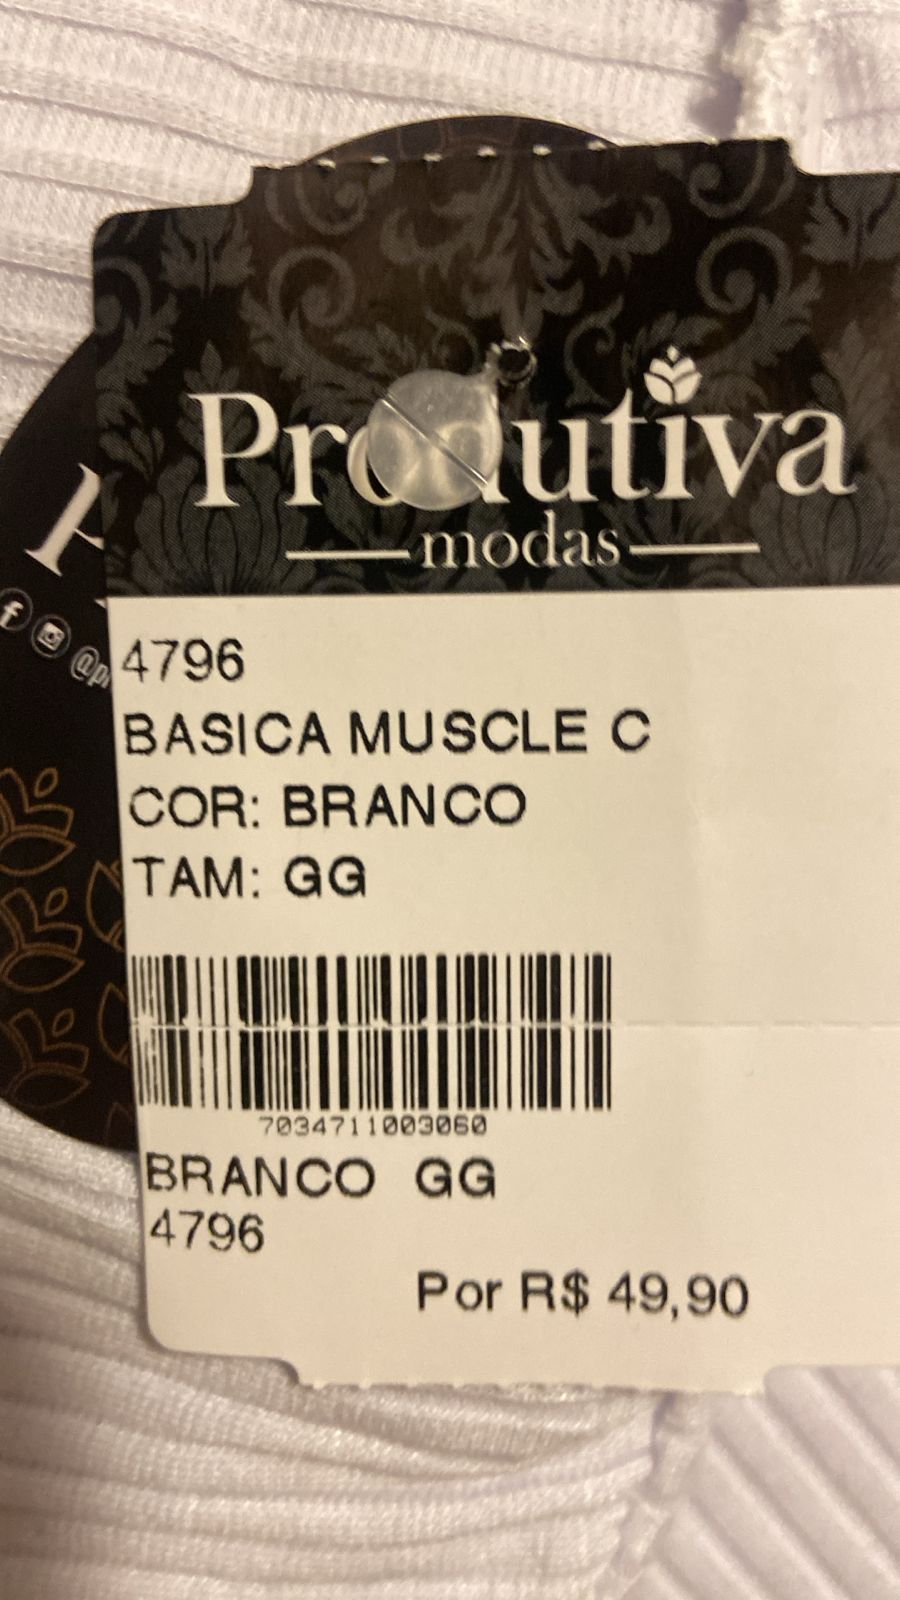 Produtiva
modas
4796
BASICA MUSCLE C
COR: BRANCO
TAM: GG
7034711003060
BRANCO GG
4796
Por R$ 49,90